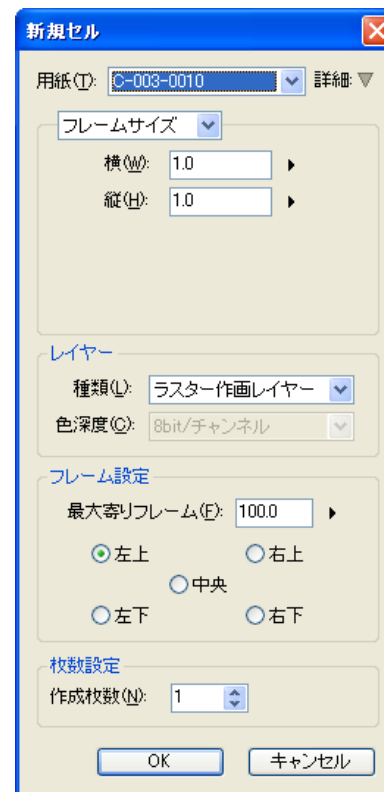 新規セル
用紙(T): C-003-0010 詳細:
フレームサイズ
横(W): 1.0
縦(H): 1.0
レイヤー
種類(L): ラスター作画レイヤー
色深度(C): 8bit/チャンネル
フレーム設定
最大寄りフレーム(F): 100.0
左上 右上
中央
左下 右下
枚数設定
作成枚数(N): 1
OK キャンセル